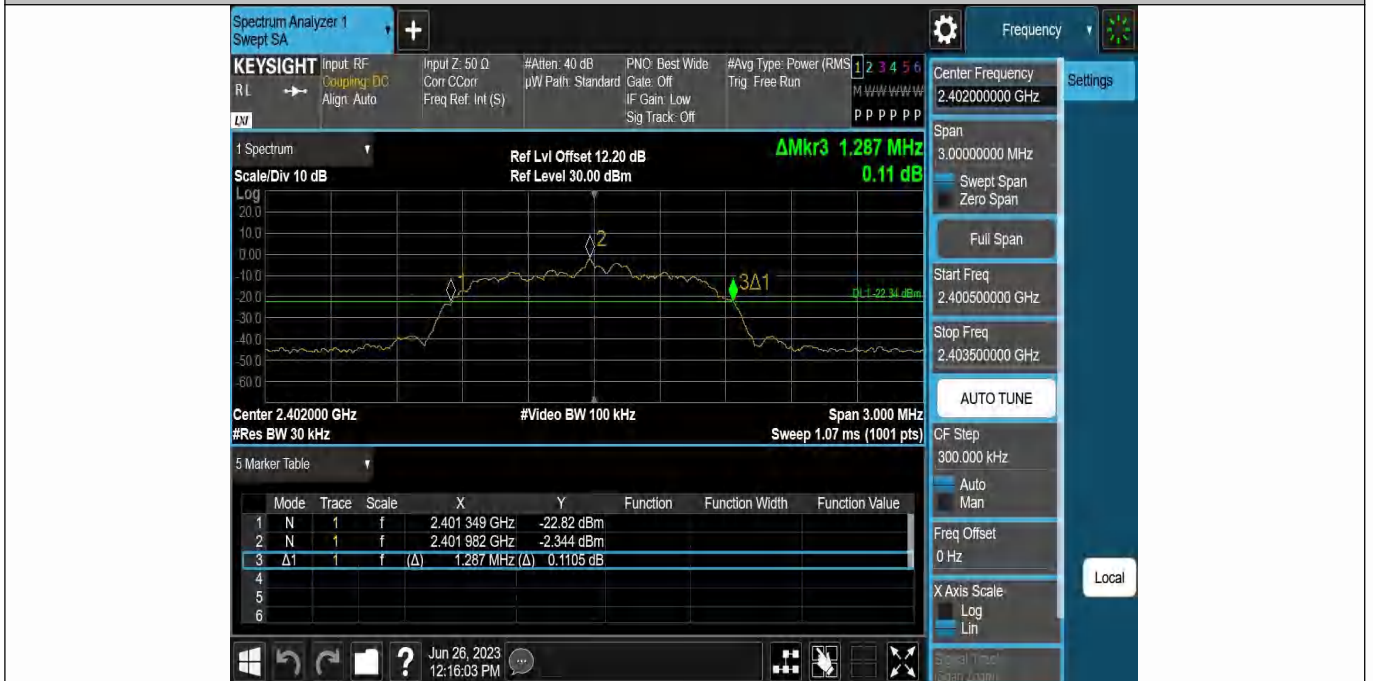 Spectrum Analyzer 1
Swept SA
+
Frequency
KEYSIGHT
RL
LXI
Input: RF
Coupling: DC
Align: Auto
Input Z: 50 Ω
Corr CCorr
Freq Ref: Int (S)
#Atten: 40 dB
µW Path: Standard
PNO: Best Wide
Gate: Off
IF Gain: Low
Sig Track: Off
#Avg Type: Power (RMS
Trig: Free Run
1 2 3 4 5 6
M W W W W W
P P P P P P
1 Spectrum
Scale/Div 10 dB
Ref Lvl Offset 12.20 dB
Ref Level 30.00 dBm
ΔMkr3 1.287 MHz
0.11 dB
Log
20.0
10.0
0.00
-10.0
-20.0
-30.0
-40.0
-50.0
-60.0
1
2
3Δ1
DL1 -22.34 dBm
Center 2.402000 GHz
#Video BW 100 kHz
Span 3.000 MHz
#Res BW 30 kHz
Sweep 1.07 ms (1001 pts)
5 Marker Table
Mode Trace Scale X Y Function Function Width Function Value
1 N 1 f 2.401 349 GHz -22.82 dBm
2 N 1 f 2.401 982 GHz -2.344 dBm
3 Δ1 1 f (Δ) 1.287 MHz (Δ) 0.1105 dB
4
5
6
?
Jun 26, 2023
12:16:03 PM
Center Frequency
2.402000000 GHz
Settings
Span
3.00000000 MHz
Swept Span
Zero Span
Full Span
Start Freq
2.400500000 GHz
Stop Freq
2.403500000 GHz
AUTO TUNE
CF Step
300.000 kHz
Auto
Man
Freq Offset
0 Hz
X Axis Scale
Log
Lin
Local
Signal Track
(Span Zoom)